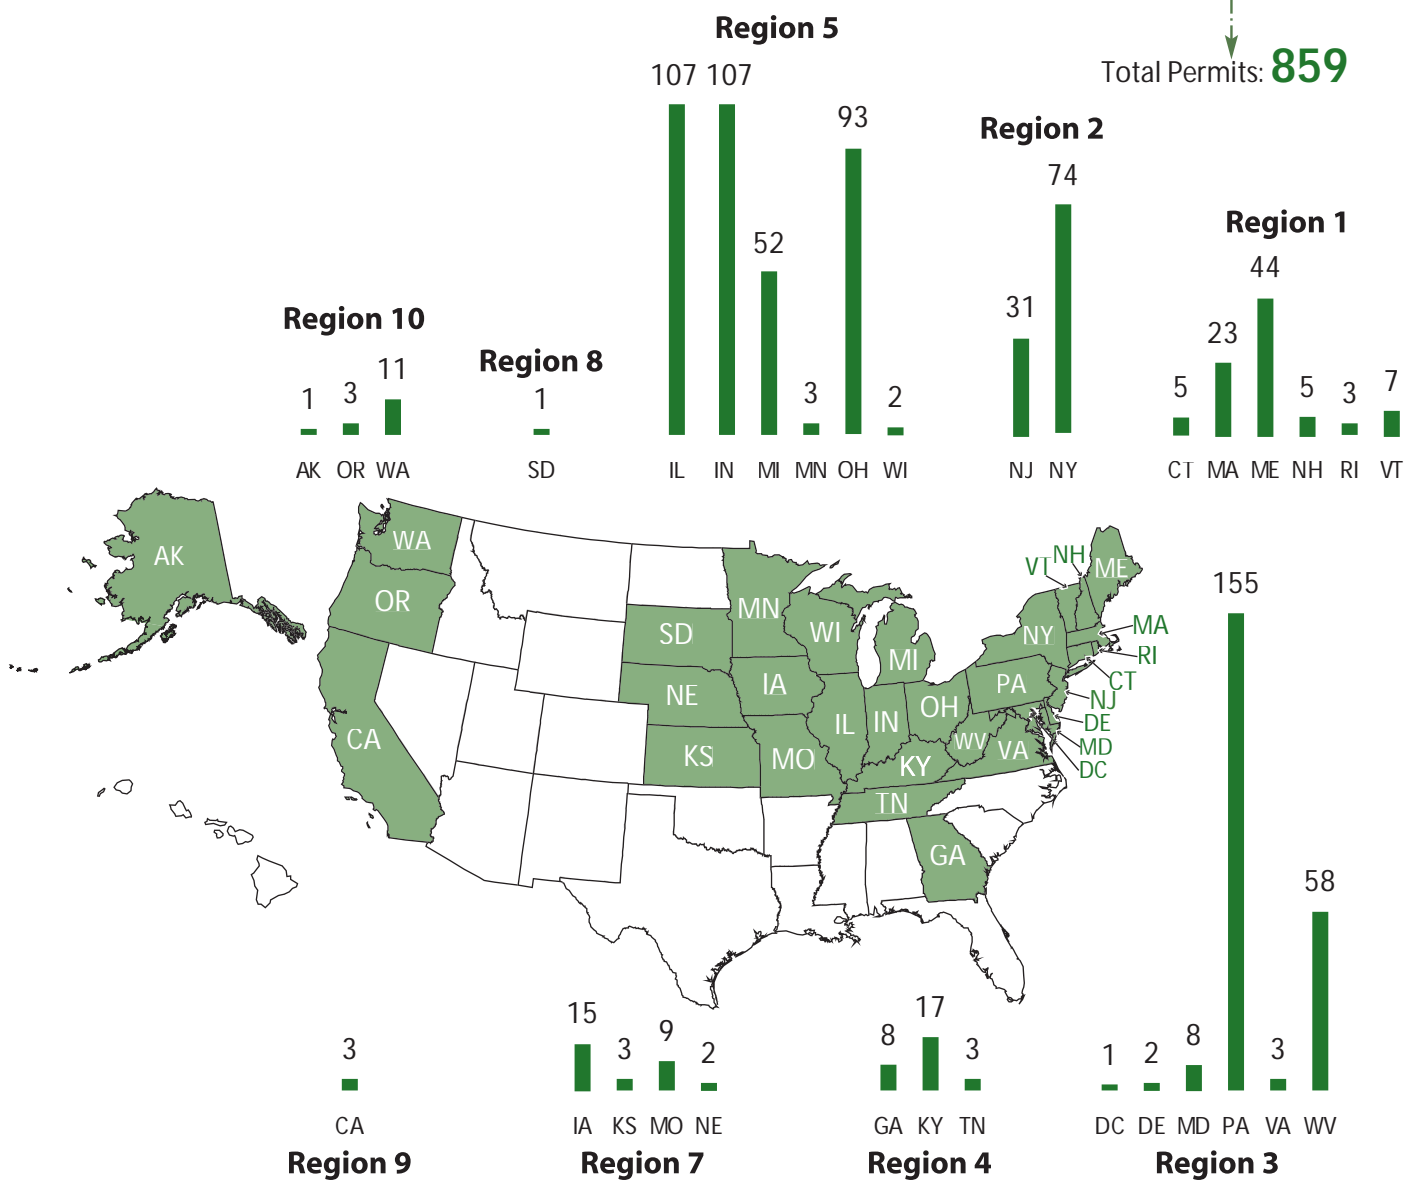 Region 5
Total Permits: 859
107 107
93
Region 2
74
52
Region 1
44
31
23
Region 10
11
Region 8
1 3
1
3
2
5
5
3
7
AK OR WA
SD
IL IN MI MN OH WI
NJ NY
CT MA ME NH RI VT
AK
WA
OR
CA
SD
NE
KS
MN
IA
MO
WI
IL
MI
IN
OH
KY
TN
GA
WV
VA
PA
NY
VT
NH
ME
MA
RI
CT
NJ
DE
MD
DC
155
58
3
15
3
9
2
8
17
3
1
2
8
3
CA
IA KS MO NE
GA KY TN
DC DE MD PA VA WV
Region 9
Region 7
Region 4
Region 3